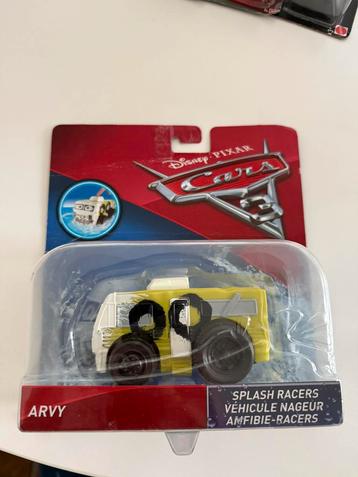 Disney·PIXAR
Cars
3
ARVY
SPLASH RACERS
VÉHICULE NAGEUR
AMFIBIE-RACERS